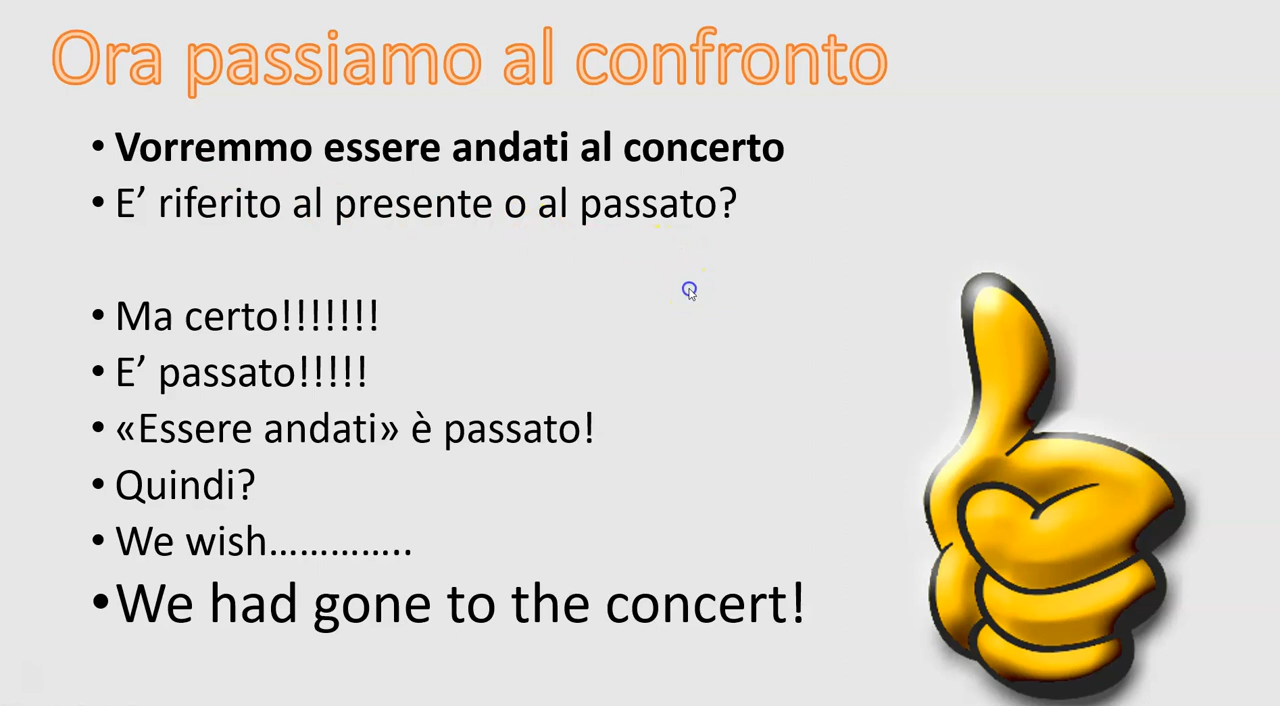 Ora passiamo al confronto
• Vorremmo essere andati al concerto
• E’ riferito al presente o al passato?
• Ma certo!!!!!!!
• E’ passato!!!!!
• «Essere andati» è passato!
• Quindi?
• We wish…………..
•We had gone to the concert!